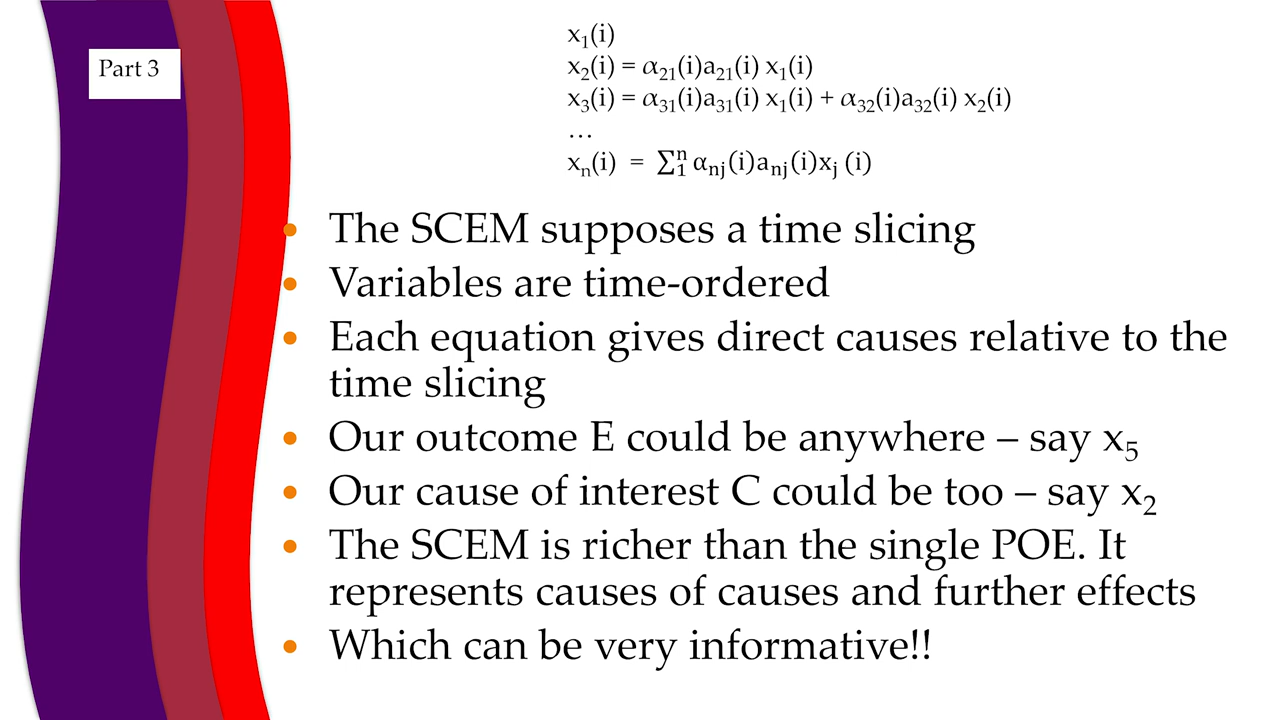 Part 3
x₁(i)
x₂(i) = α₂₁(i)a₂₁(i) x₁(i)
x₃(i) = α₃₁(i)a₃₁(i) x₁(i) + α₃₂(i)a₃₂(i) x₂(i)
…
xₙ(i) = ∑₁ⁿ αₙⱼ(i)aₙⱼ(i)xⱼ (i)
• The SCEM supposes a time slicing
• Variables are time-ordered
• Each equation gives direct causes relative to the
time slicing
• Our outcome E could be anywhere – say x₅
• Our cause of interest C could be too – say x₂
• The SCEM is richer than the single POE. It
represents causes of causes and further effects
• Which can be very informative!!